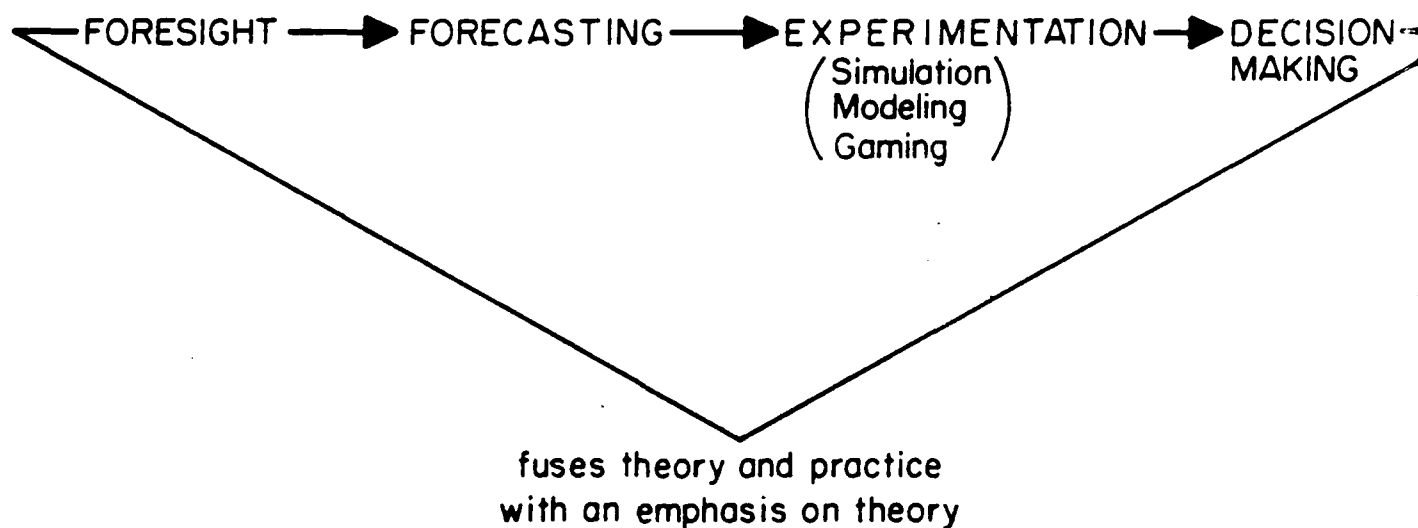 FORESIGHT FORECASTING EXPERIMENTATION DECISION
MAKING
(Simulation
Modeling
Gaming)
fuses theory and practice
with an emphasis on theory